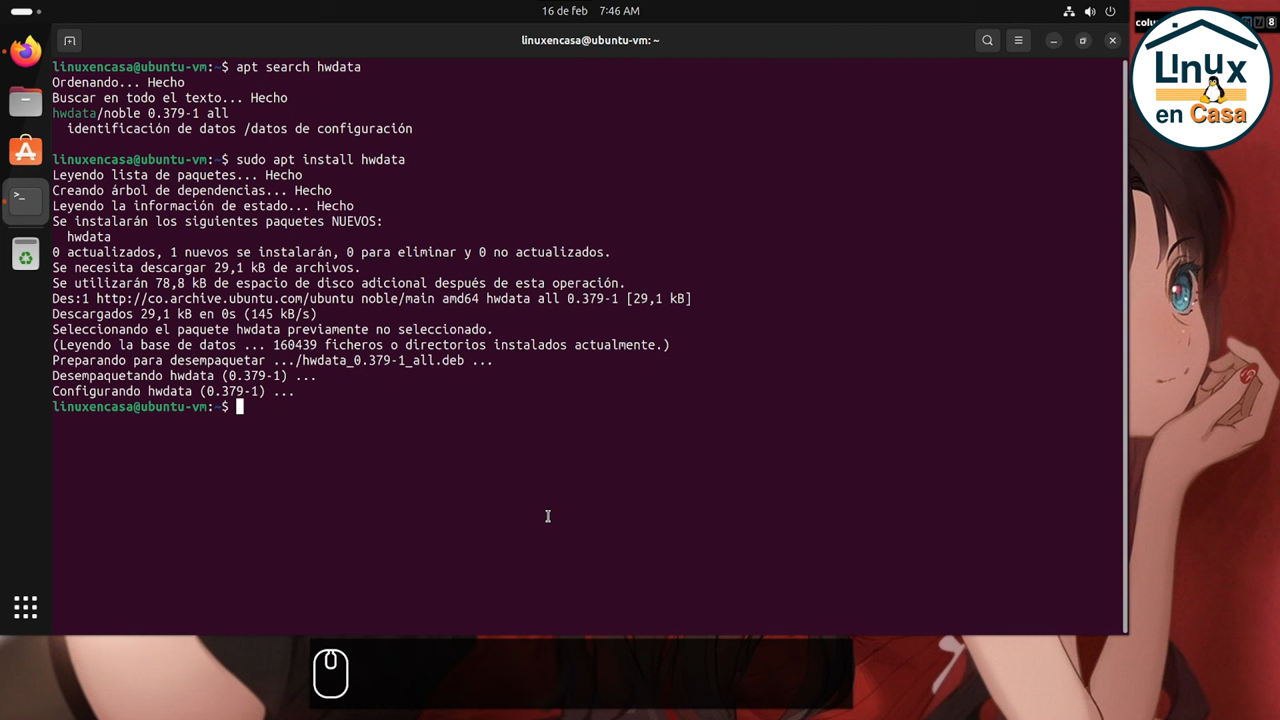 16 de feb 7:46 AM
linuxencasa@ubuntu-vm: ~
linuxencasa@ubuntu-vm:~$ apt search hwdata
Ordenando... Hecho
Buscar en todo el texto... Hecho
hwdata/noble 0.379-1 all
  identificación de datos /datos de configuración
linuxencasa@ubuntu-vm:~$ sudo apt install hwdata
Leyendo lista de paquetes... Hecho
Creando árbol de dependencias... Hecho
Leyendo la información de estado... Hecho
Se instalarán los siguientes paquetes NUEVOS:
  hwdata
0 actualizados, 1 nuevos se instalarán, 0 para eliminar y 0 no actualizados.
Se necesita descargar 29,1 kB de archivos.
Se utilizarán 78,8 kB de espacio de disco adicional después de esta operación.
Des:1 http://co.archive.ubuntu.com/ubuntu noble/main amd64 hwdata all 0.379-1 [29,1 kB]
Descargados 29,1 kB en 0s (145 kB/s)
Seleccionando el paquete hwdata previamente no seleccionado.
(Leyendo la base de datos ... 160439 ficheros o directorios instalados actualmente.)
Preparando para desempaquetar .../hwdata_0.379-1_all.deb ...
Desempaquetando hwdata (0.379-1) ...
Configurando hwdata (0.379-1) ...
linuxencasa@ubuntu-vm:~$
8
Linux
en Casa